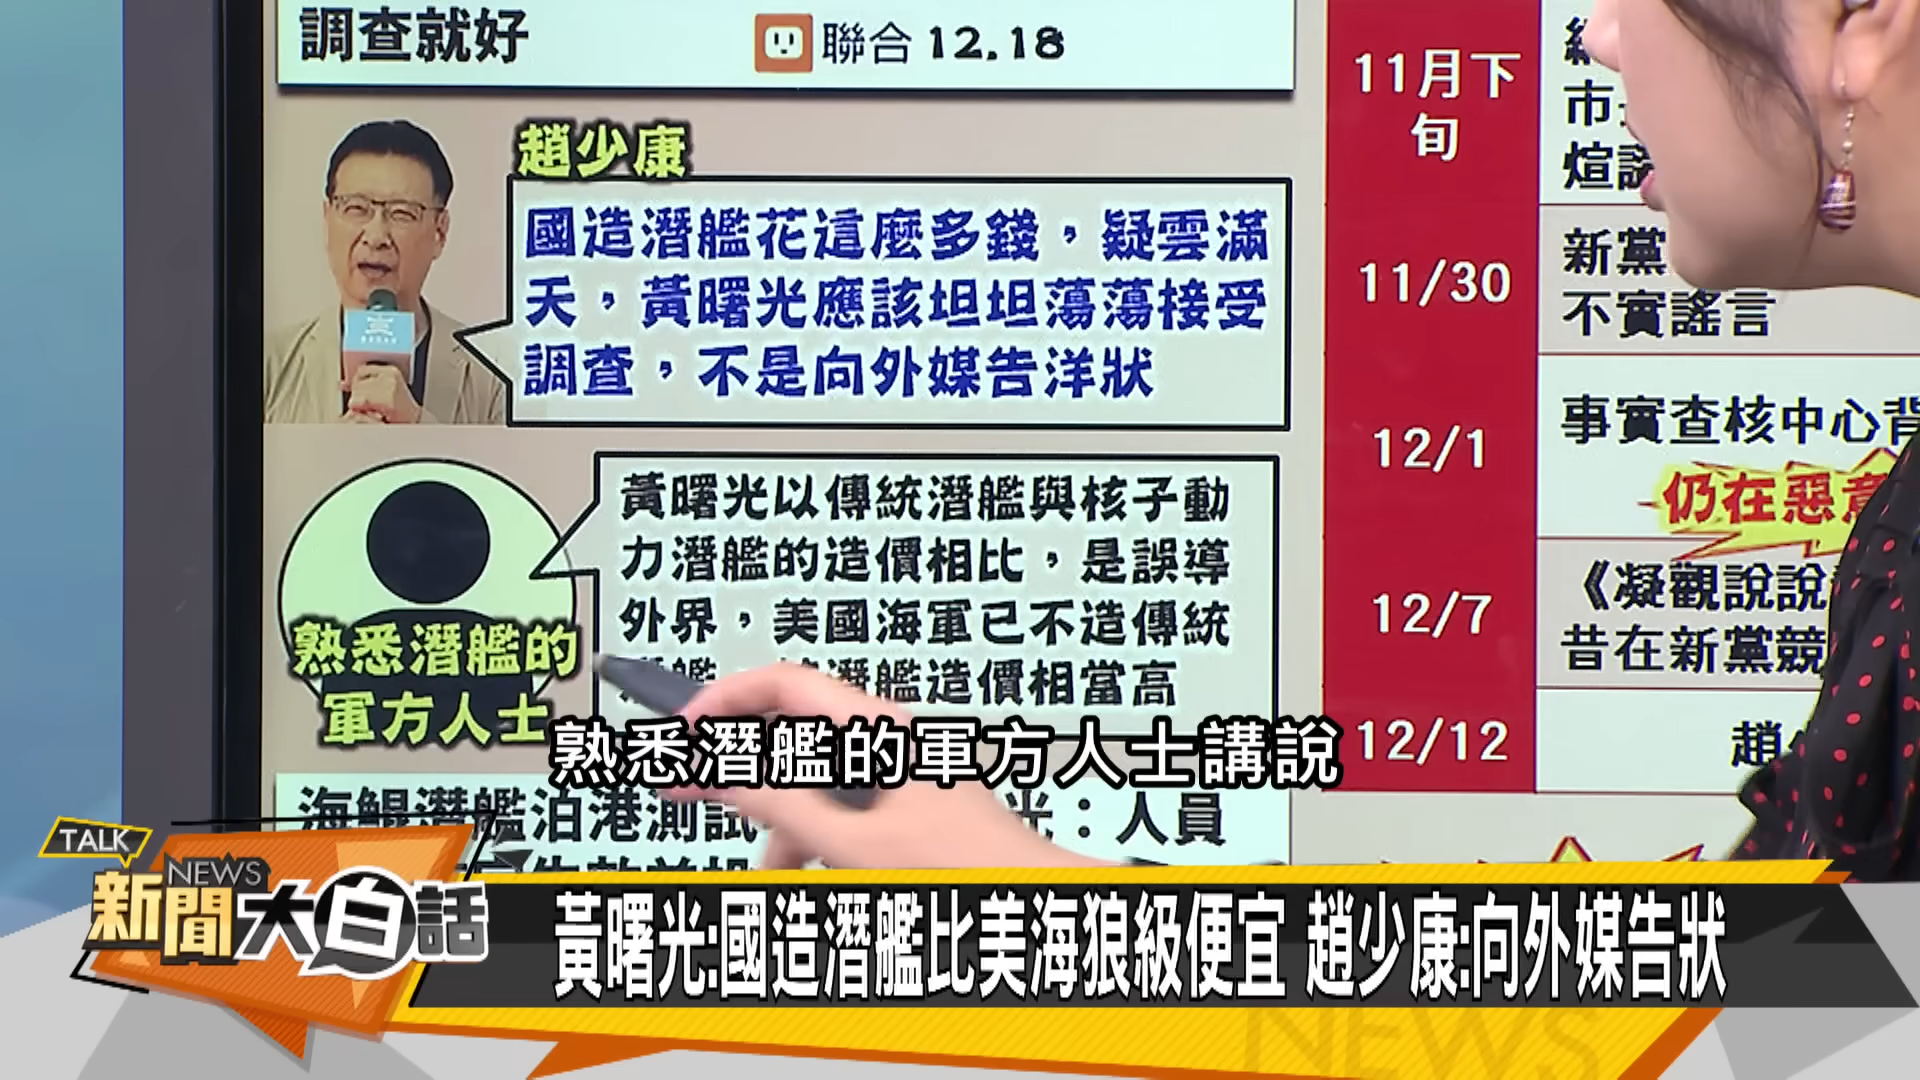 調查就好
聯合 12.18
趙少康
國造潛艦花這麼多錢，疑雲滿
天，黃曙光應該坦坦蕩蕩接受
調查，不是向外媒告洋狀
黃曙光以傳統潛艦與核子動
力潛艦的造價相比，是誤導
外界，美國海軍已不造傳統
潛艦造價相當高
熟悉潛艦的
軍方人士
海鯤潛艦泊港測試
光：人員
11月下
旬
市
煊
11/30
新黨
不實謠言
12/1
事實查核中心背
仍在惡意
12/7
《凝觀說說
昔在新黨競
12/12
趙
熟悉潛艦的軍方人士講說
TALK
NEWS
新聞大白話
黃曙光:國造潛艦比美海狼級便宜 趙少康:向外媒告狀
NEWS